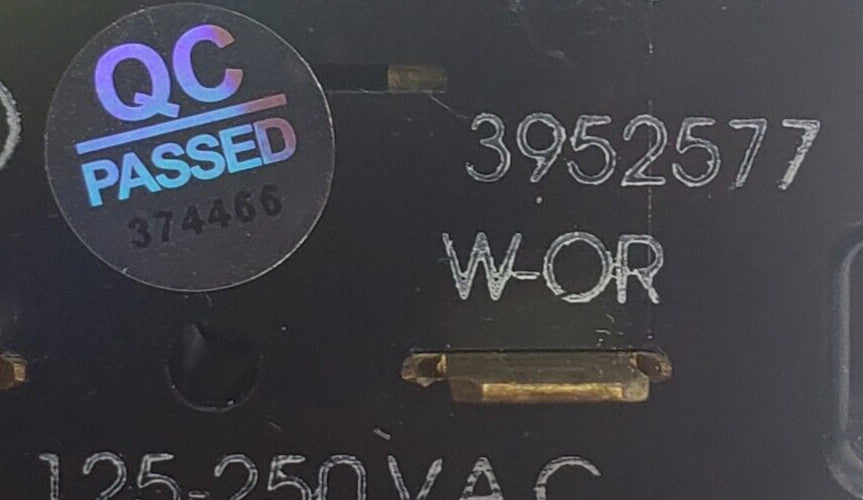 QC
PASSED
374466
3952577
W-OR
125-250VAC